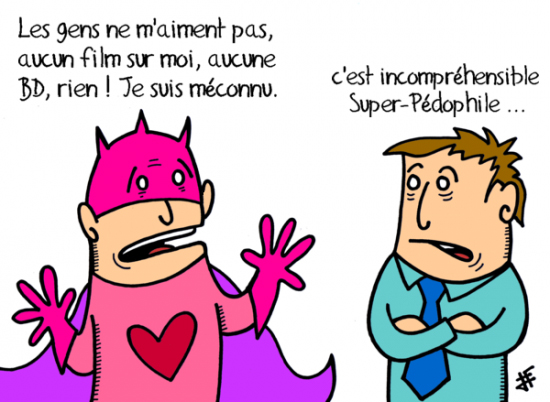 Les gens ne m'aiment pas,
aucun film sur moi, aucune
BD, rien ! Je suis méconnu.
c'est incompréhensible
Super-Pédophile ...